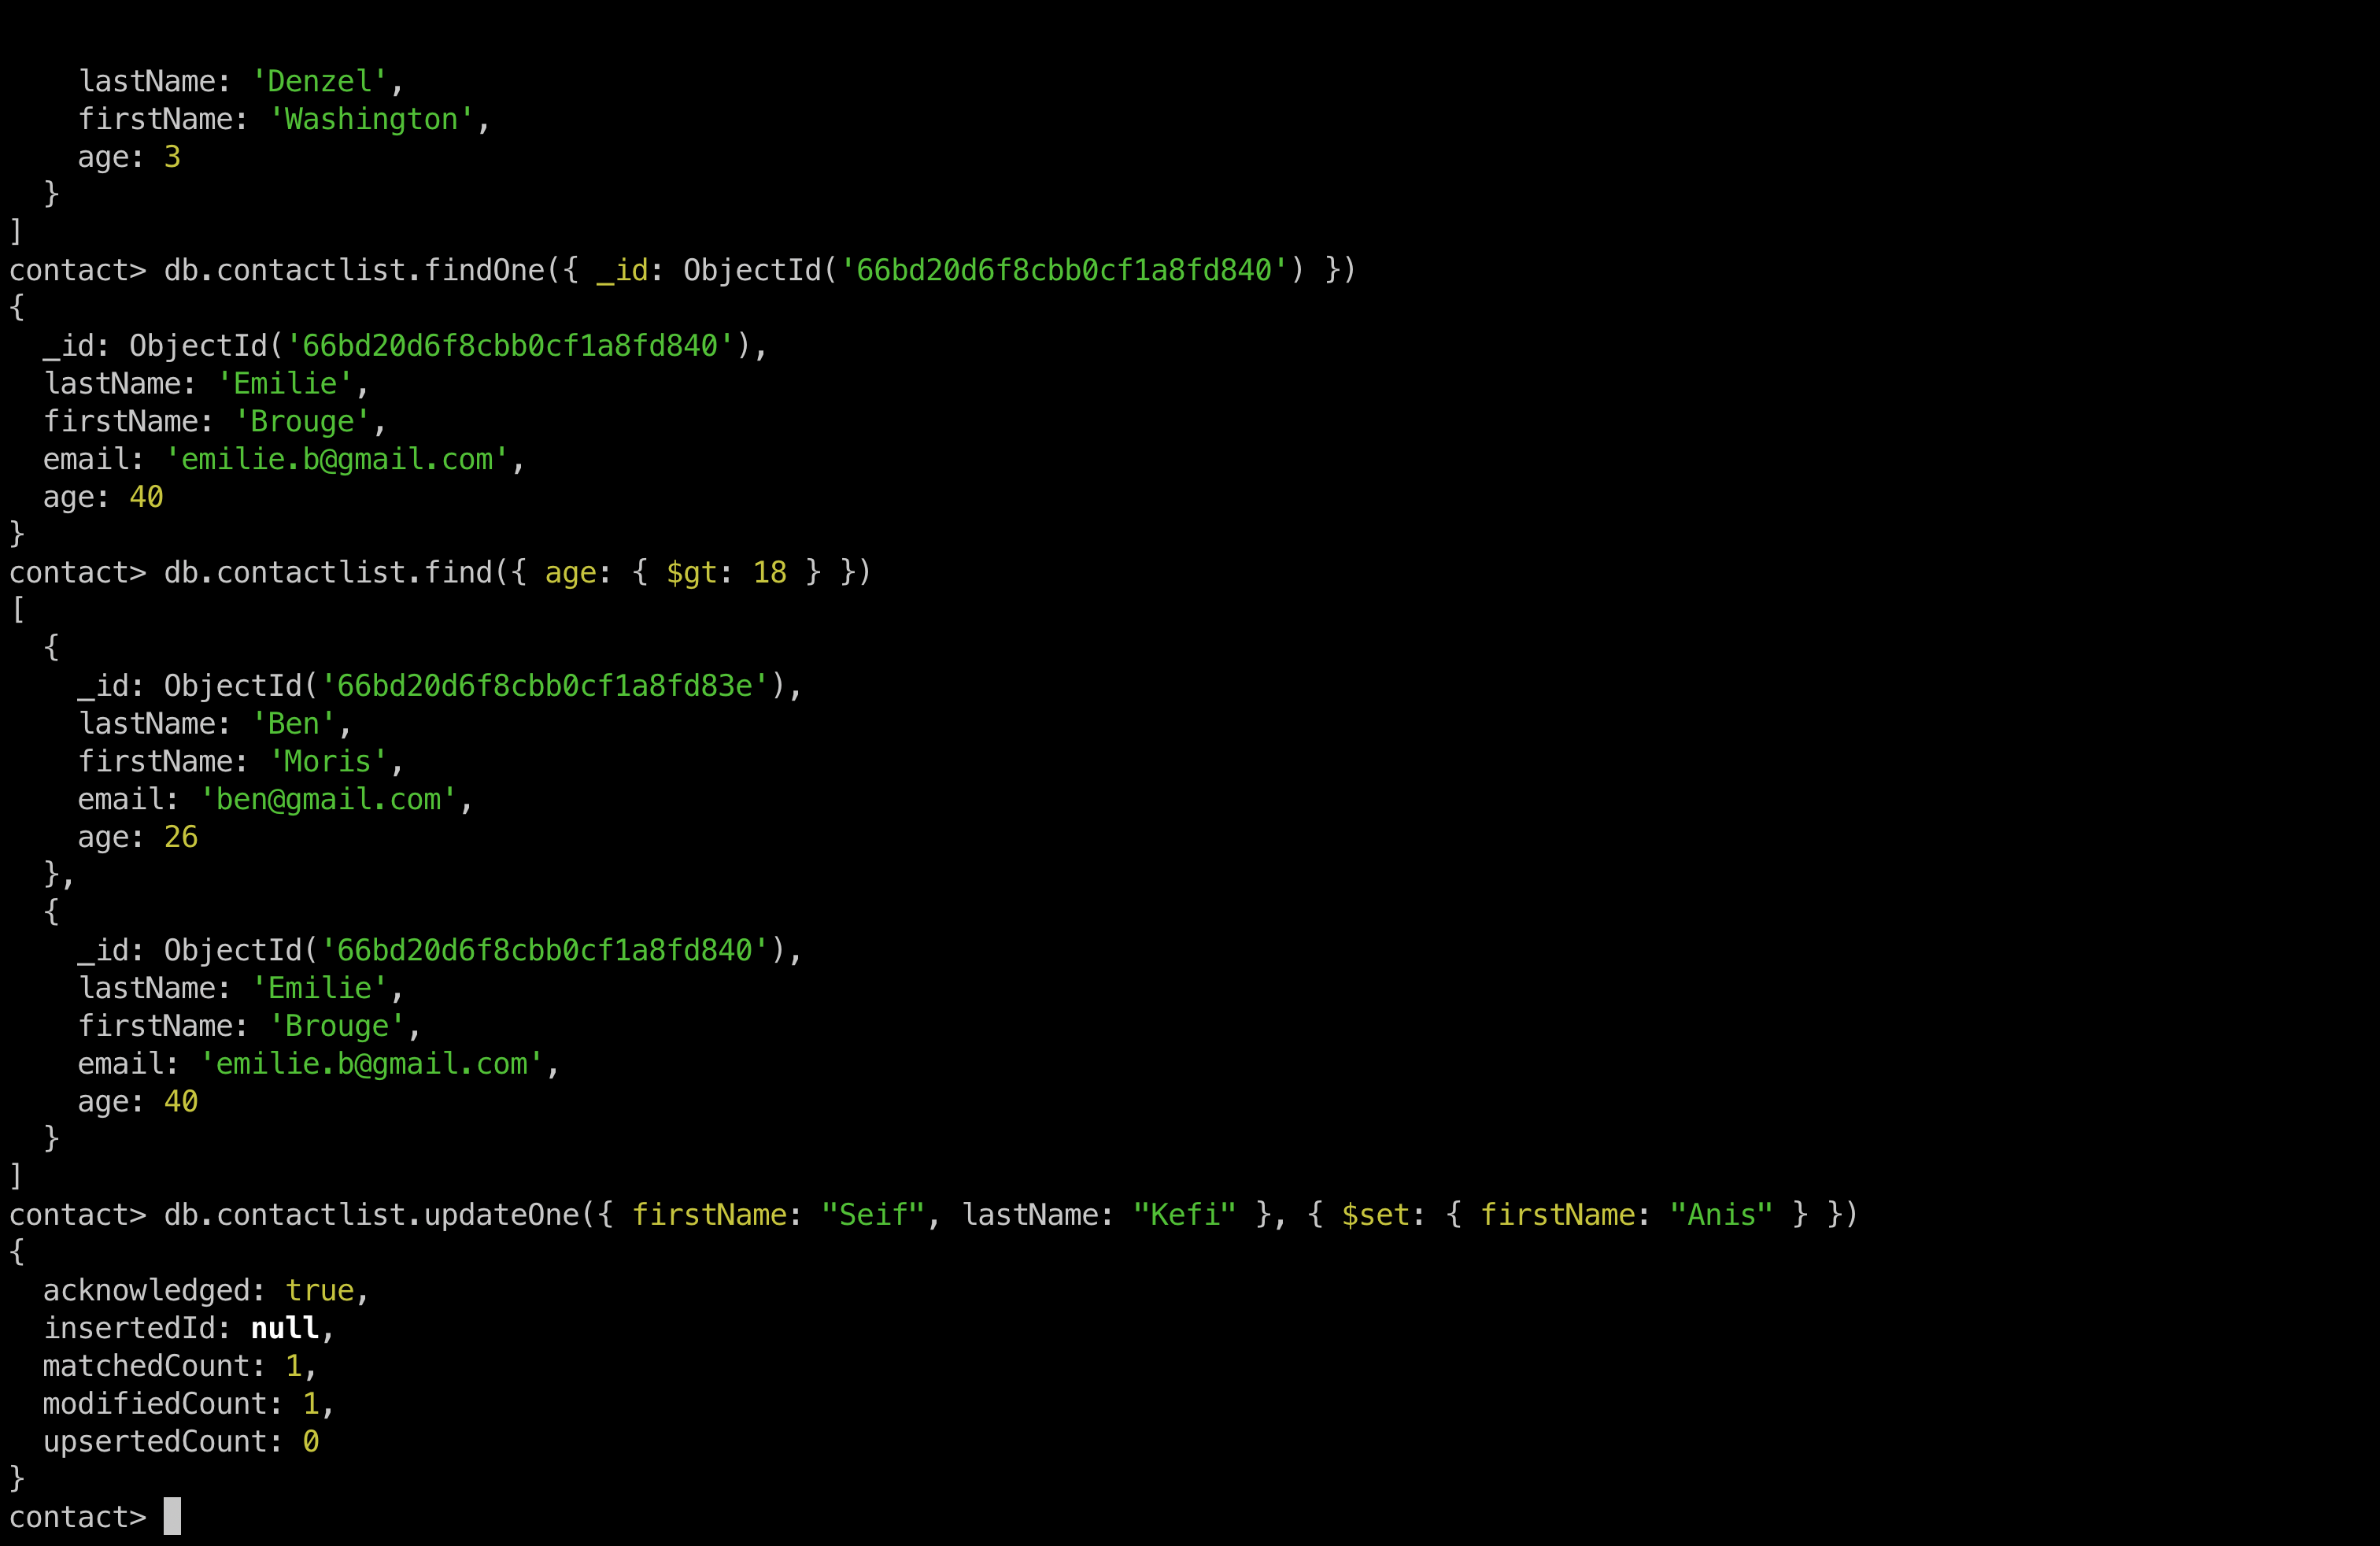 lastName: 'Denzel',
    firstName: 'Washington',
    age: 3
  }
]
contact> db.contactlist.findOne({ _id: ObjectId('66bd20d6f8cbb0cf1a8fd840') })
{
  _id: ObjectId('66bd20d6f8cbb0cf1a8fd840'),
  lastName: 'Emilie',
  firstName: 'Brouge',
  email: 'emilie.b@gmail.com',
  age: 40
}
contact> db.contactlist.find({ age: { $gt: 18 } })
[
  {
    _id: ObjectId('66bd20d6f8cbb0cf1a8fd83e'),
    lastName: 'Ben',
    firstName: 'Moris',
    email: 'ben@gmail.com',
    age: 26
  },
  {
    _id: ObjectId('66bd20d6f8cbb0cf1a8fd840'),
    lastName: 'Emilie',
    firstName: 'Brouge',
    email: 'emilie.b@gmail.com',
    age: 40
  }
]
contact> db.contactlist.updateOne({ firstName: "Seif", lastName: "Kefi" }, { $set: { firstName: "Anis" } })
{
  acknowledged: true,
  insertedId: null,
  matchedCount: 1,
  modifiedCount: 1,
  upsertedCount: 0
}
contact>